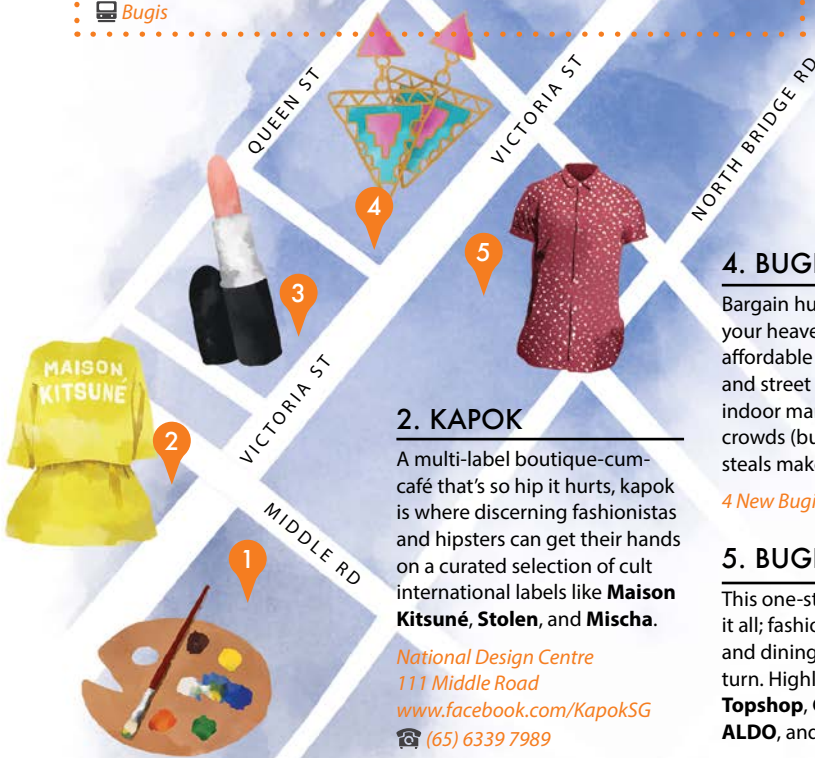 Bugis
QUEEN ST
VICTORIA ST
NORTH BRIDGE RD
4
5
3
MAISON
KITSUNÉ
2
VICTORIA ST
MIDDLE RD
1
2. KAPOK
A multi-label boutique-cum-
café that’s so hip it hurts, kapok
is where discerning fashionistas
and hipsters can get their hands
on a curated selection of cult
international labels like Maison
Kitsuné, Stolen, and Mischa.
National Design Centre
111 Middle Road
www.facebook.com/KapokSG
(65) 6339 7989
4. BUGI
Bargain hu
your heave
affordable
and street
indoor ma
crowds (bu
steals make
4 New Bugi
5. BUGI
This one-st
it all; fashio
and dining
turn. Highl
Topshop,
ALDO, and